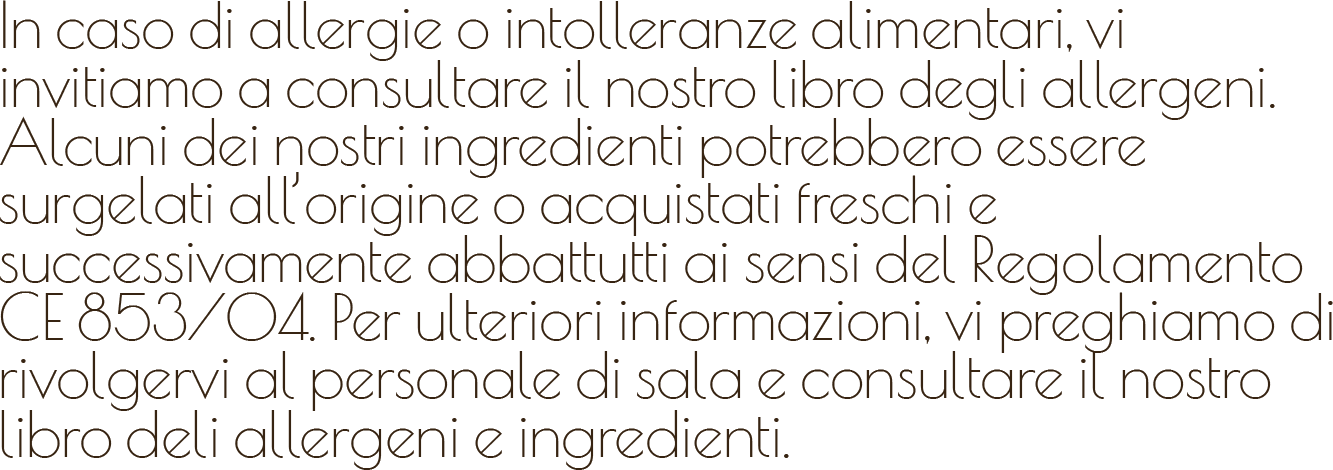 In caso di allergie o intolleranze alimentari, vi
invitiamo a consultare il nostro libro degli allergeni.
Alcuni dei nostri ingredienti potrebbero essere
surgelati all’origine o acquistati freschi e
successivamente abbattutti ai sensi del Regolamento
CE 853/04. Per ulteriori informazioni, vi preghiamo di
rivolgervi al personale di sala e consultare il nostro
libro deli allergeni e ingredienti.